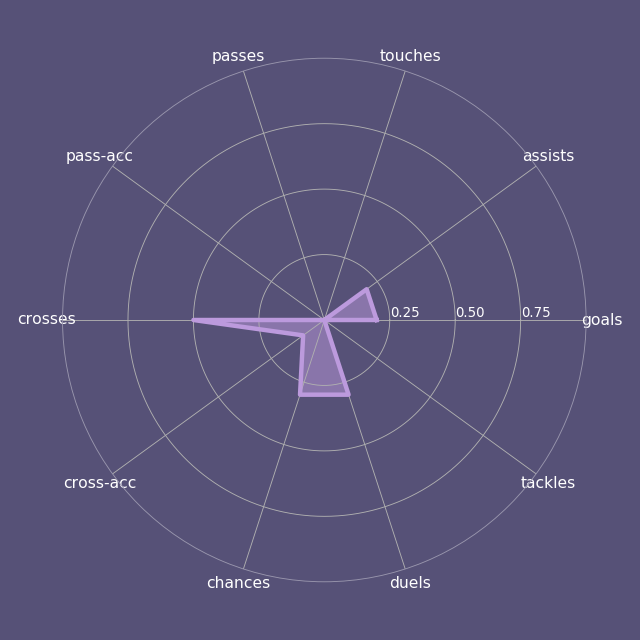 passes
touches
pass-acc
assists
crosses
0.25
0.50
0.75
goals
cross-acc
tackles
chances
duels